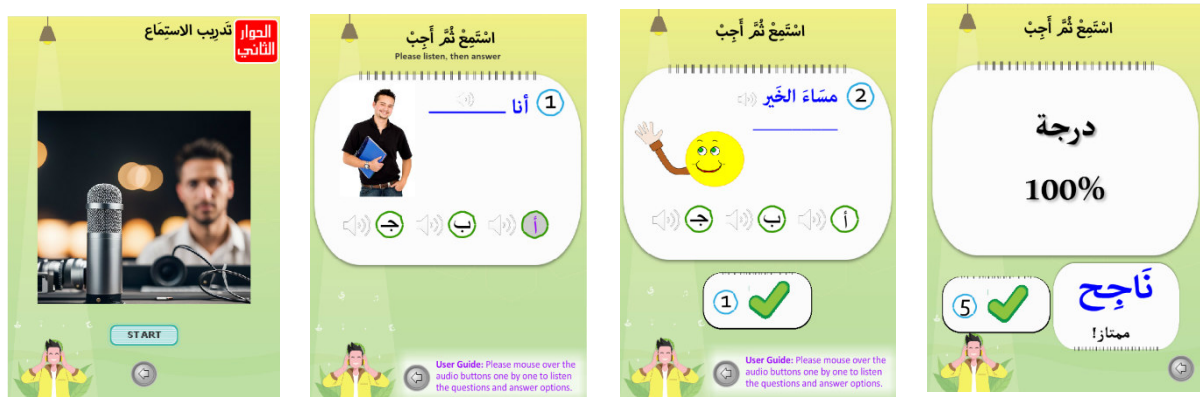 الحوار
الثاني
تَدرِيب الاستِمَاع
START
اسْتَمِعْ ثُمَّ أَجِبْ
Please listen, then answer
1 أنا ________
أ ب جـ
User Guide: Please mouse over the
audio buttons one by one to listen
the questions and answer options.
اسْتَمِعْ ثُمَّ أَجِبْ
2 مسَاءَ الخَير
________
أ ب جـ
1
User Guide: Please mouse over the
audio buttons one by one to listen
the questions and answer options.
اسْتَمِعْ ثُمَّ أَجِبْ
درجة
100%
5
نَاجِح
ممتاز!